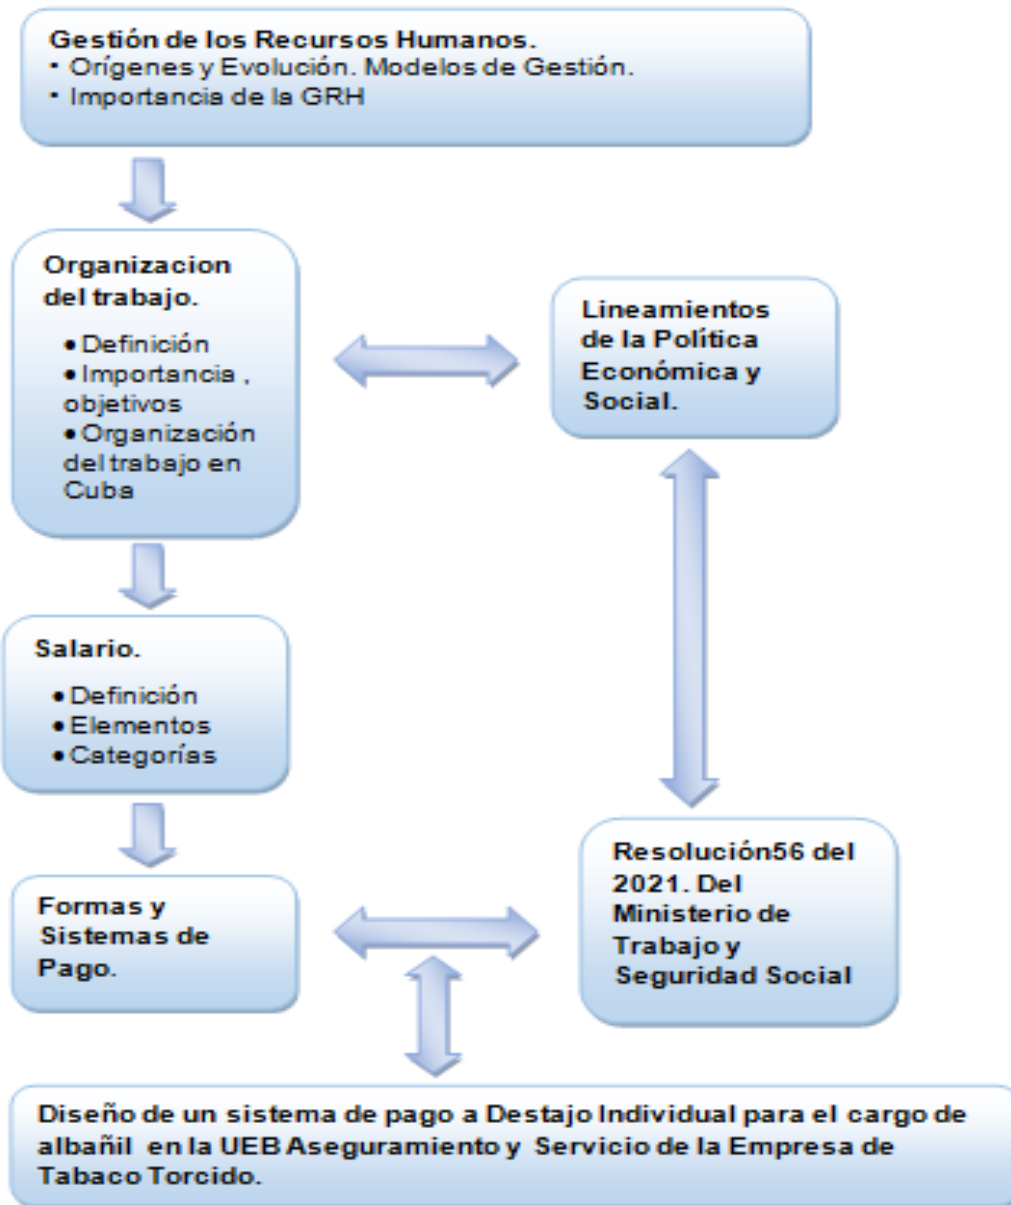 Gestión de los Recursos Humanos.
• Orígenes y Evolución. Modelos de Gestión.
• Importancia de la GRH
Organizacion
del trabajo.
• Definición
• Importancia ,
objetivos
• Organización
del trabajo en
Cuba
Lineamientos
de la Política
Económica y
Social.
Salario.
• Definición
• Elementos
• Categorías
Formas y
Sistemas de
Pago.
Resolución56 del
2021. Del
Ministerio de
Trabajo y
Seguridad Social
Diseño de un sistema de pago a Destajo Individual para el cargo de
albañil en la UEB Aseguramiento y Servicio de la Empresa de
Tabaco Torcido.